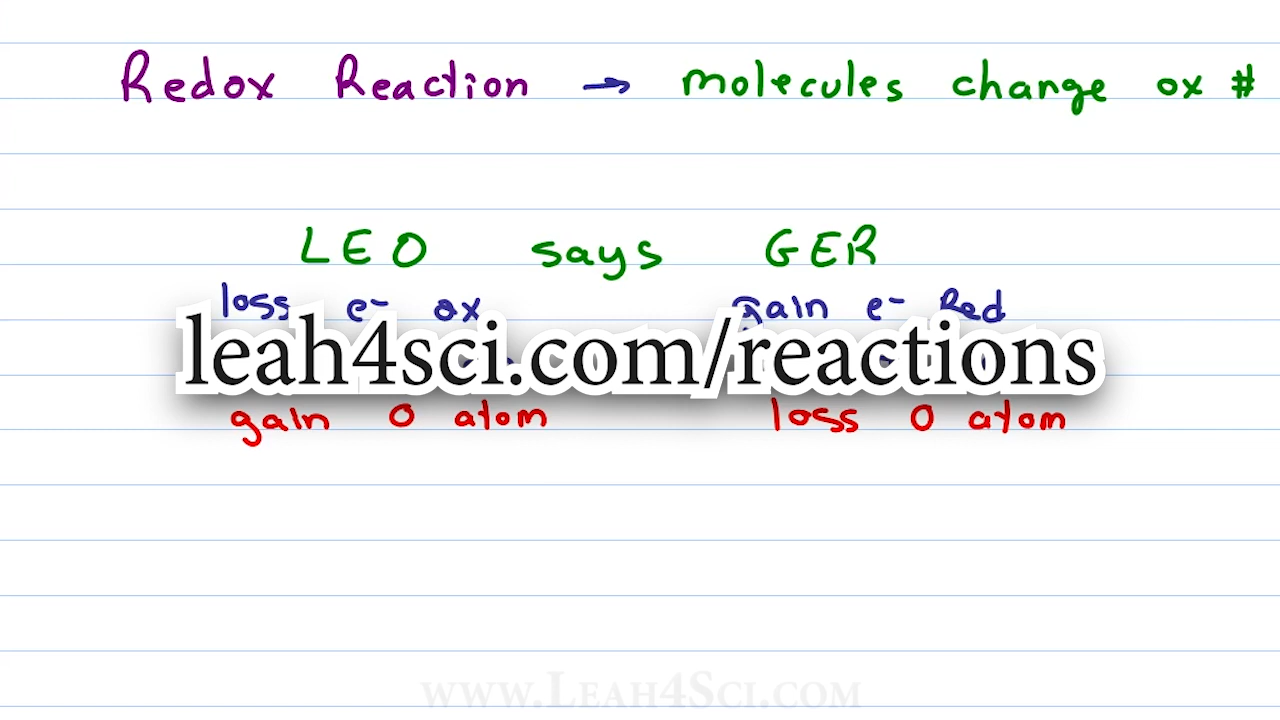 Redox Reaction → molecules change ox #
LEO says GER
loss e- ox gain e- Red
leah4sci.com/reactions
gain O atom loss O atom
www.Leah4Sci.com